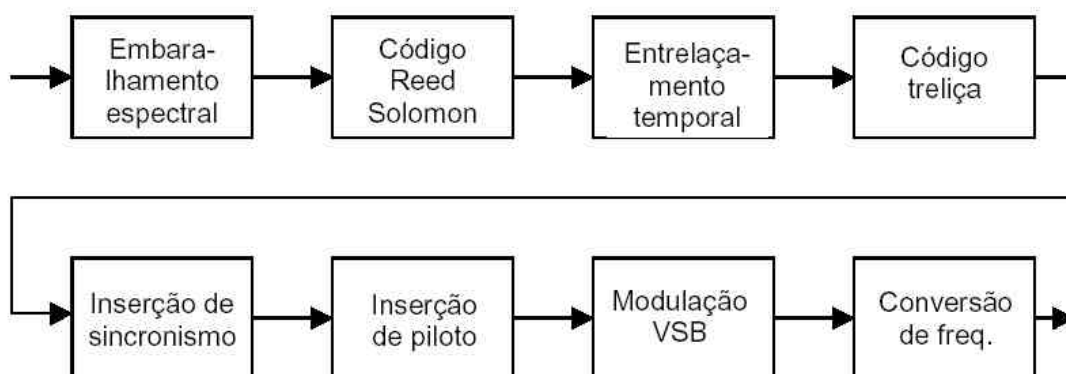 Embara-
lhamento
espectral
Código
Reed
Solomon
Entrelaça-
mento
temporal
Código
treliça
Inserção de
sincronismo
Inserção
de piloto
Modulação
VSB
Conversão
de freq.